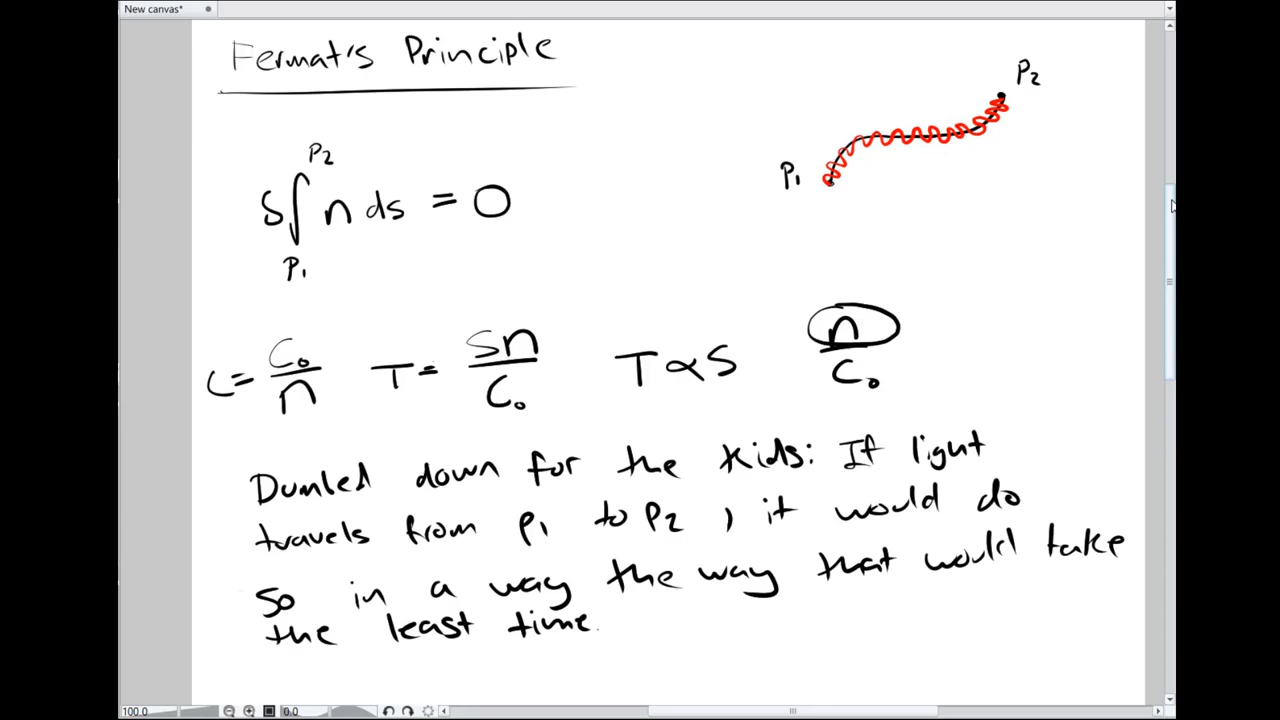 New canvas*
Fermat's Principle
P2
P1
δ∫ n ds = 0
P2
P1
c = C₀/n T = Sn/C₀ T ∝ S n/C₀
Dumbed down for the kids: If light
travels from P1 to P2, it would do
so in a way the way that would take
the least time.
100.0 0.0